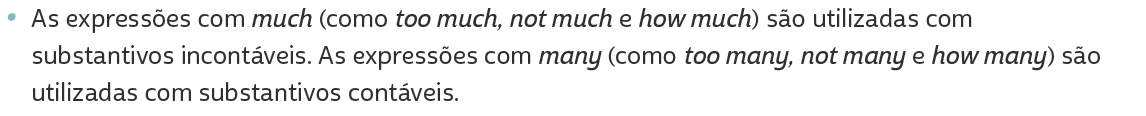 • As expressões com much (como too much, not much e how much) são utilizadas com
substantivos incontáveis. As expressões com many (como too many, not many e how many) são
utilizadas com substantivos contáveis.